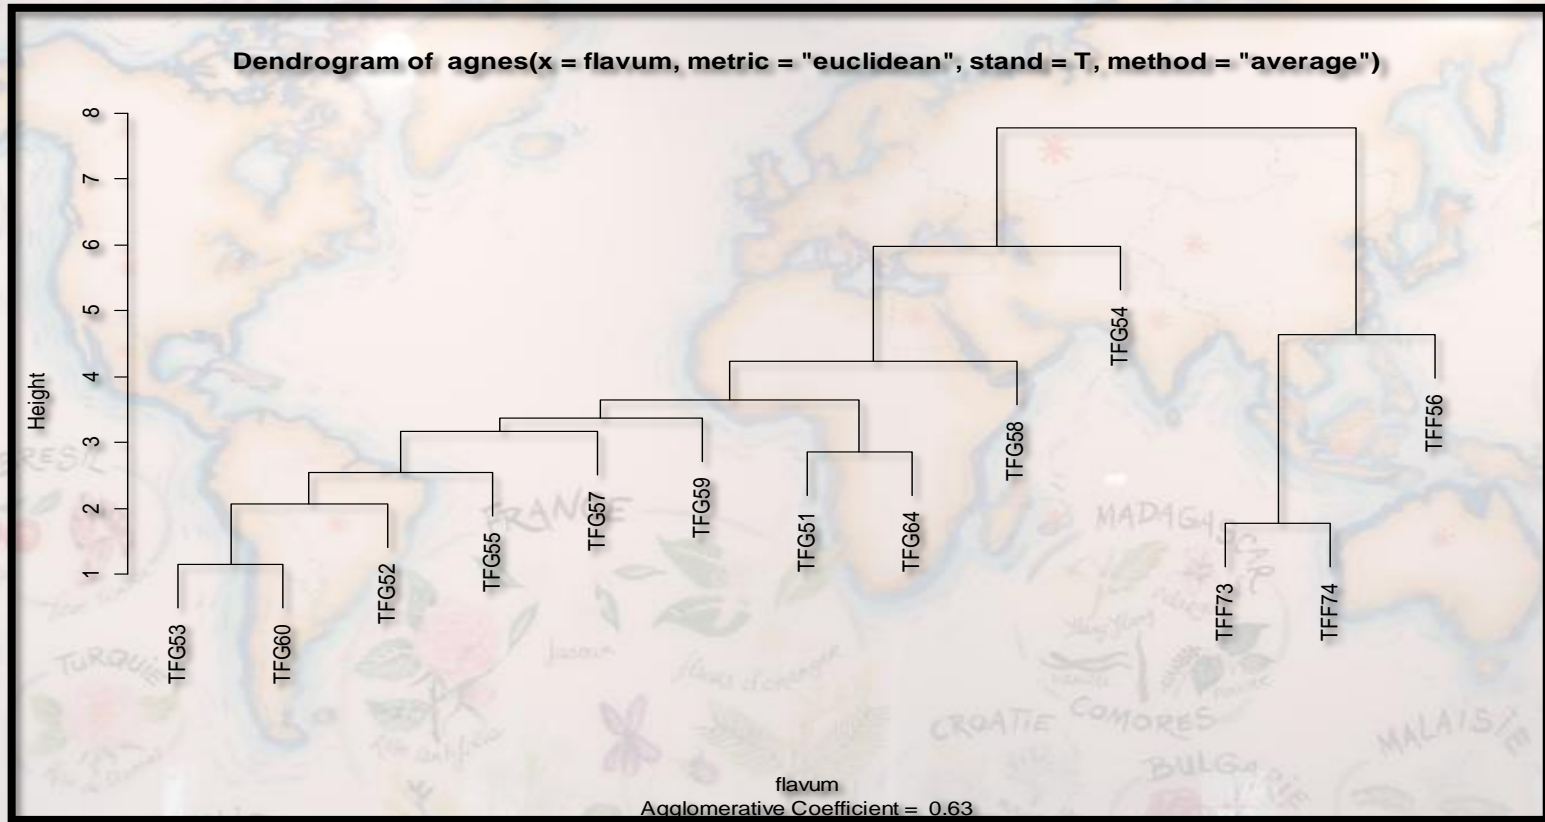 Dendrogram of agnes(x = flavum, metric = "euclidean", stand = T, method = "average")
8
7
6
5
4
3
2
1
Height
TFG53
TFG60
TFG52
TFG55
TFG57
TFG59
TFG51
TFG64
TFG58
TFG54
TFF73
TFF74
TFF56
BRESIL
FRANCE
MADAGASCAR
TURQUIE
CROATIE
COMORES
MALAISIE
BULGARIE
flavum
Agglomerative Coefficient = 0.63